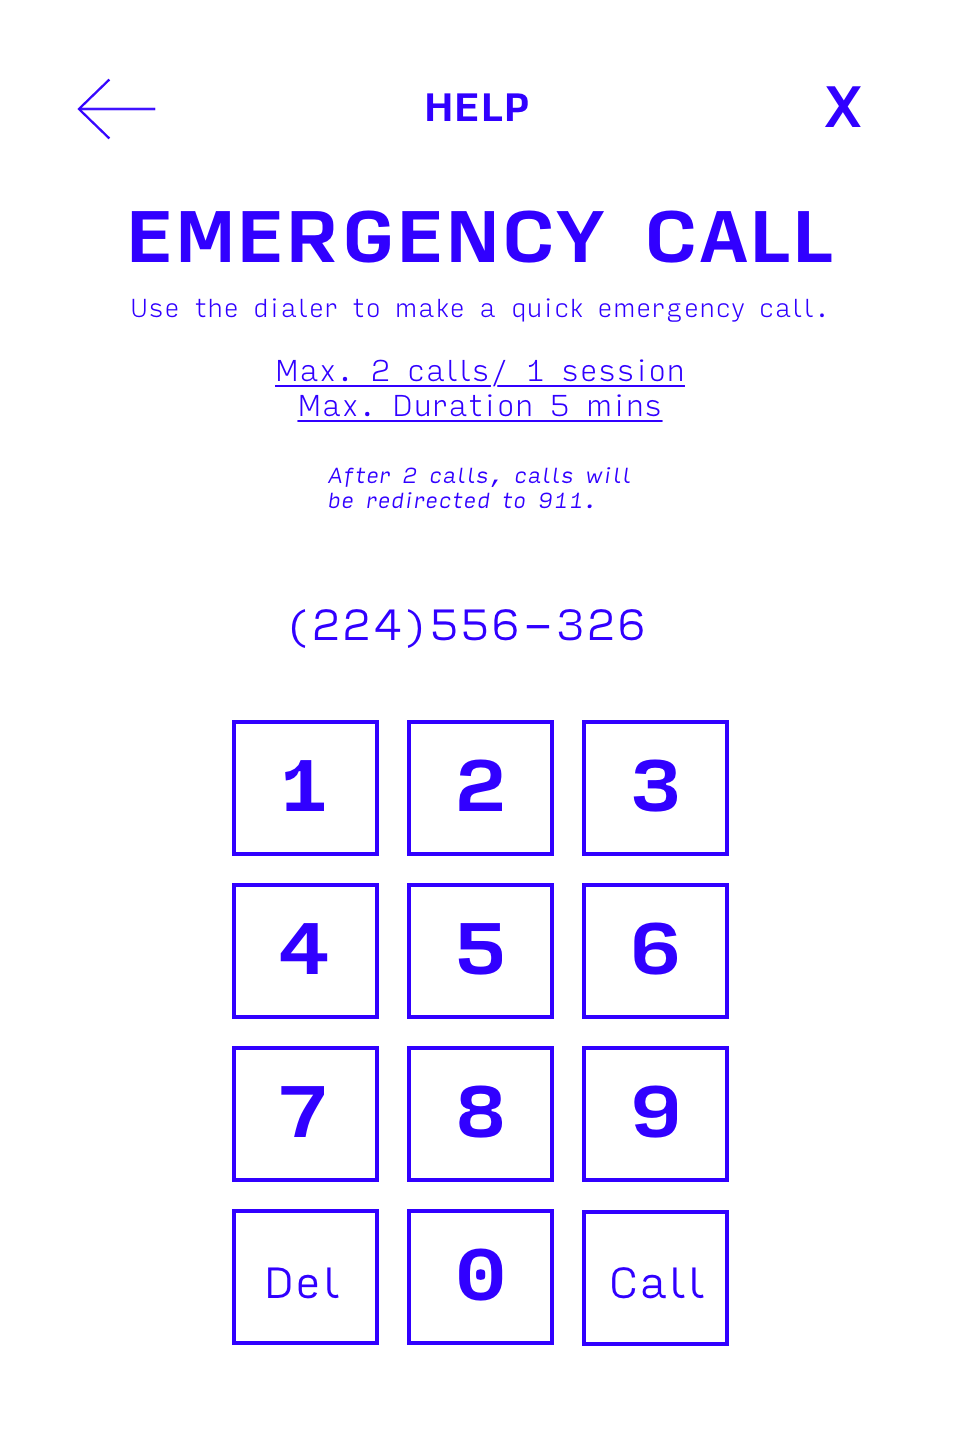 HELP X
EMERGENCY CALL
Use the dialer to make a quick emergency call.
Max. 2 calls/ 1 session
Max. Duration 5 mins
After 2 calls, calls will
be redirected to 911.
(224)556-326
1 2 3
4 5 6
7 8 9
Del 0 Call